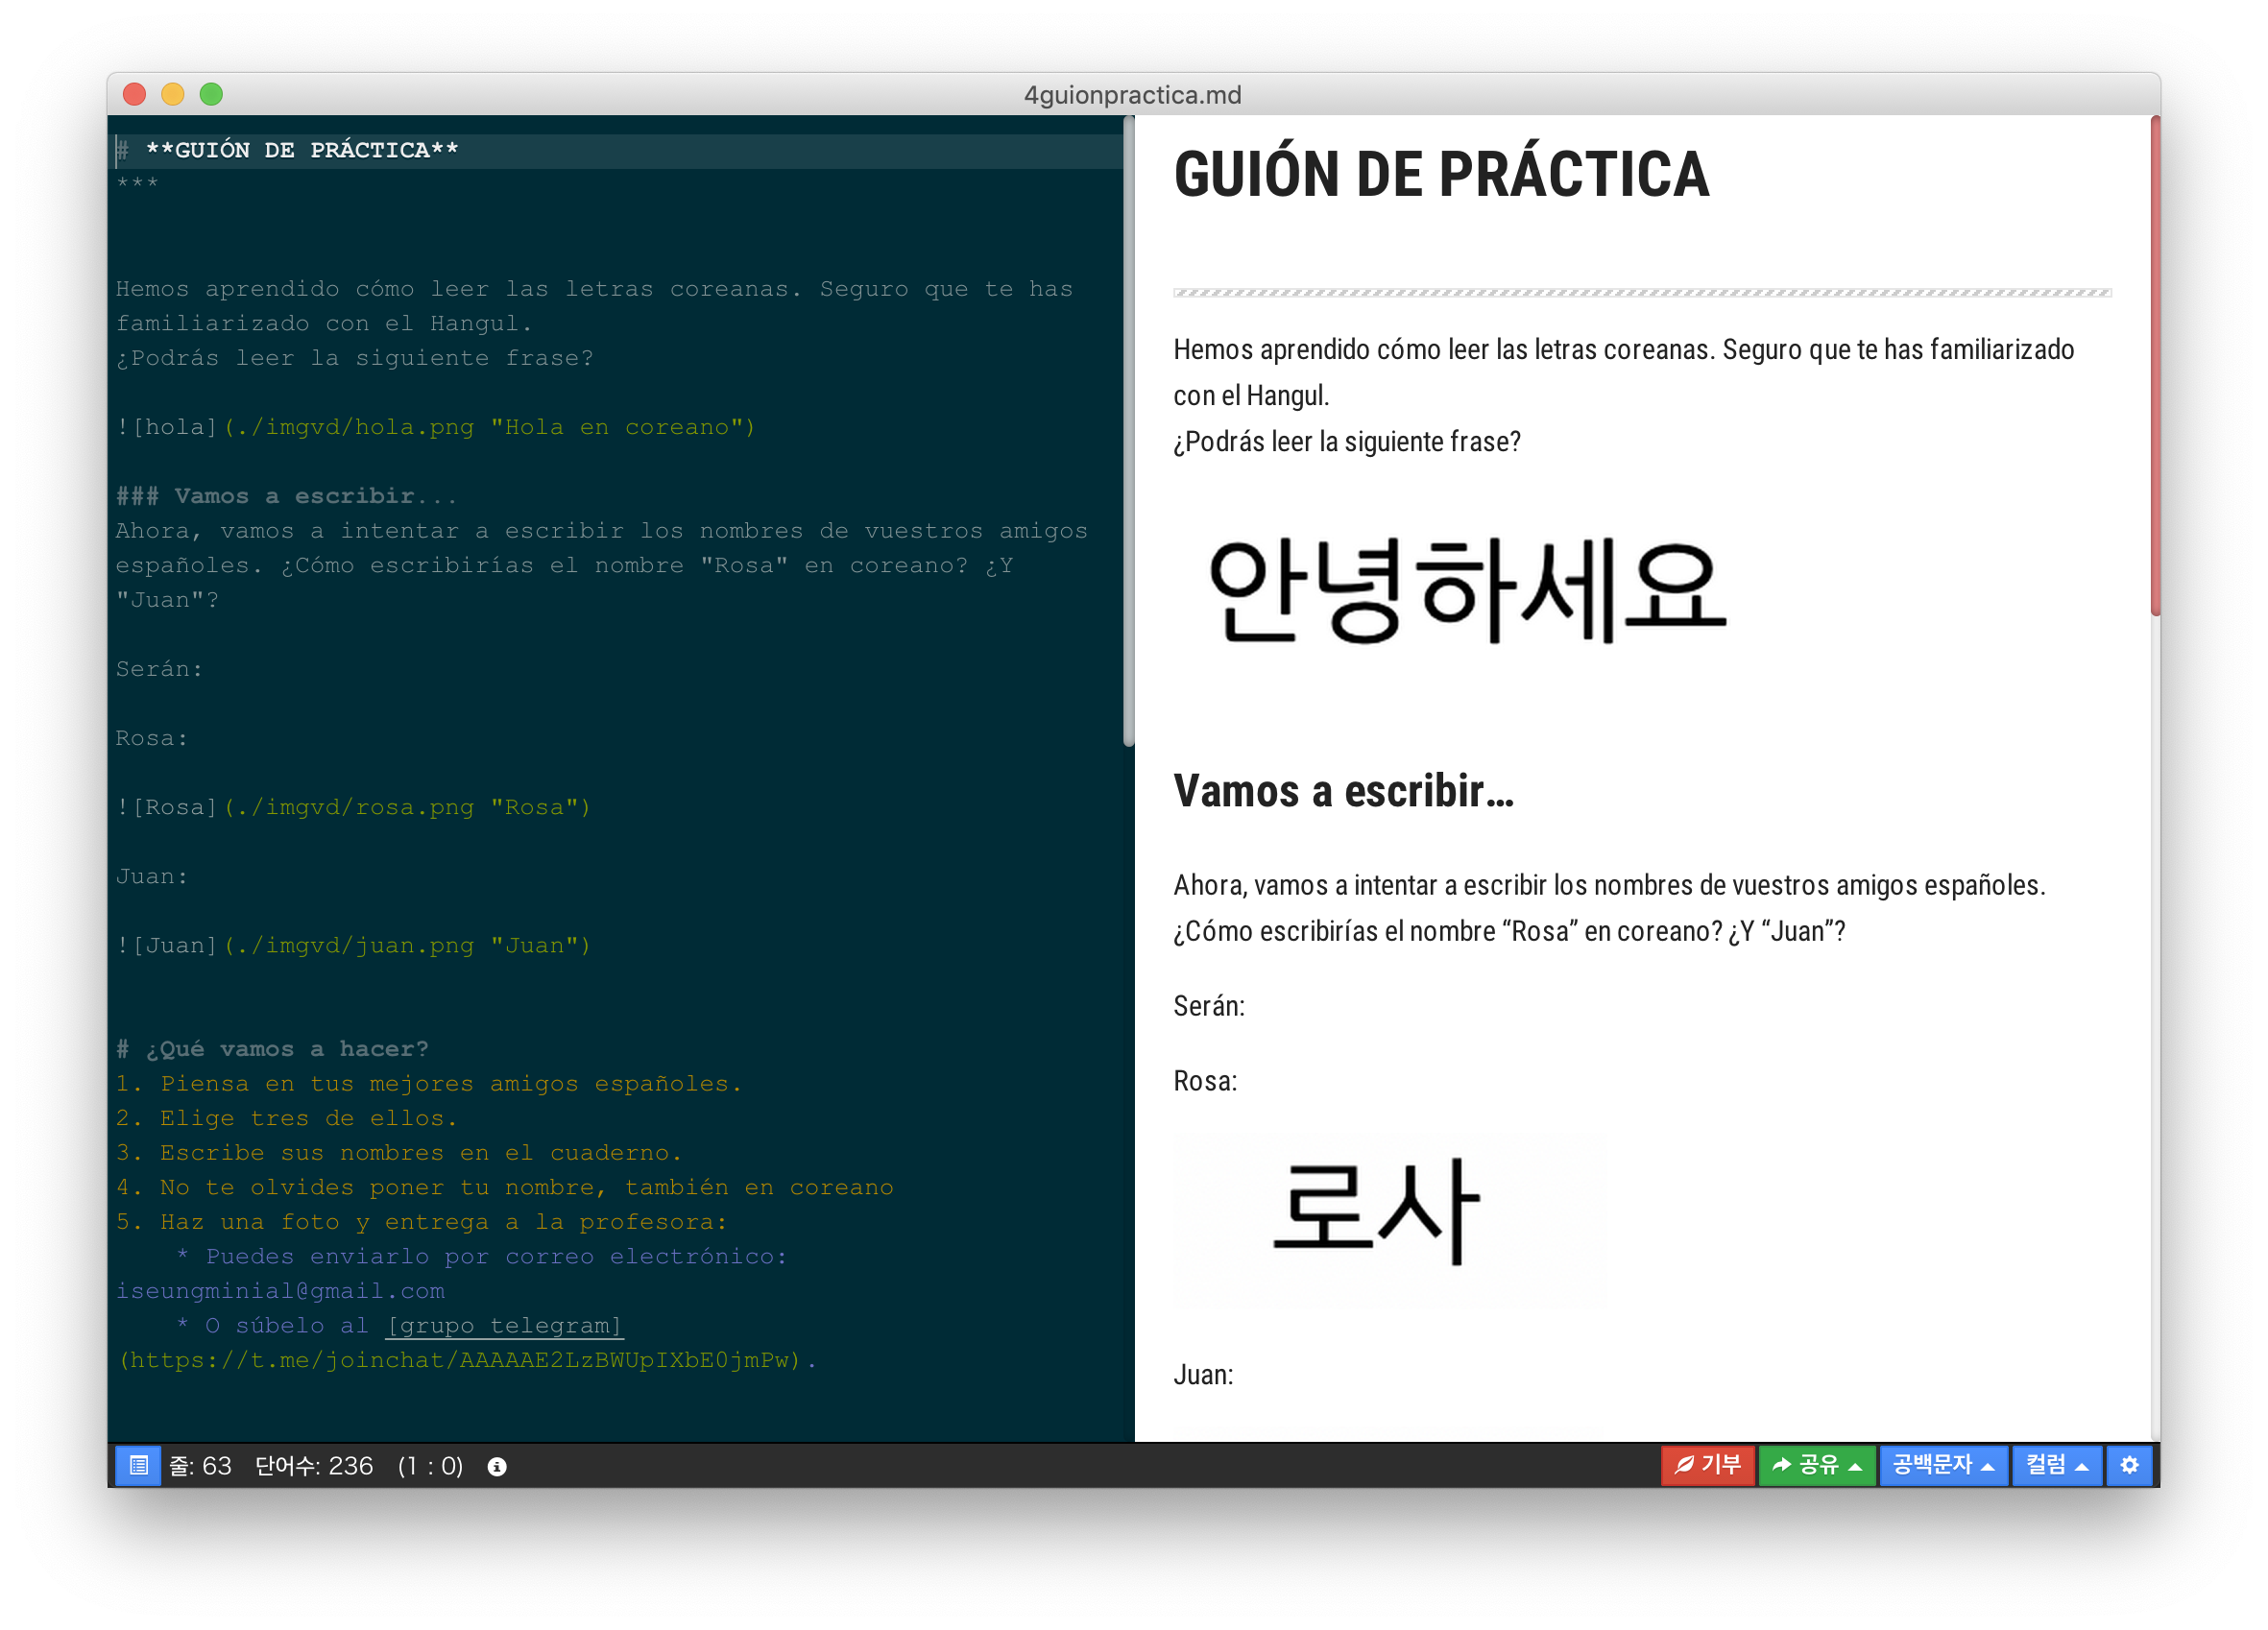 4guionpractica.md
# **GUIÓN DE PRÁCTICA**
***
Hemos aprendido cómo leer las letras coreanas. Seguro que te has
familiarizado con el Hangul.
¿Podrás leer la siguiente frase?
![hola](./imgvd/hola.png "Hola en coreano")
### Vamos a escribir...
Ahora, vamos a intentar a escribir los nombres de vuestros amigos
españoles. ¿Cómo escribirías el nombre "Rosa" en coreano? ¿Y
"Juan"?
Serán:
Rosa:
![Rosa](./imgvd/rosa.png "Rosa")
Juan:
![Juan](./imgvd/juan.png "Juan")
# ¿Qué vamos a hacer?
1. Piensa en tus mejores amigos españoles.
2. Elige tres de ellos.
3. Escribe sus nombres en el cuaderno.
4. No te olvides poner tu nombre, también en coreano
5. Haz una foto y entrega a la profesora:
* Puedes enviarlo por correo electrónico:
iseungminial@gmail.com
* O súbelo al [grupo telegram]
(https://t.me/joinchat/AAAAAE2LzBWUpIXbE0jmPw).
GUIÓN DE PRÁCTICA
Hemos aprendido cómo leer las letras coreanas. Seguro que te has familiarizado
con el Hangul.
¿Podrás leer la siguiente frase?
안녕하세요
Vamos a escribir…
Ahora, vamos a intentar a escribir los nombres de vuestros amigos españoles.
¿Cómo escribirías el nombre “Rosa” en coreano? ¿Y “Juan”?
Serán:
Rosa:
로사
Juan:
줄: 63 단어수: 236 (1 : 0)
기부 공유 공백문자 컬럼